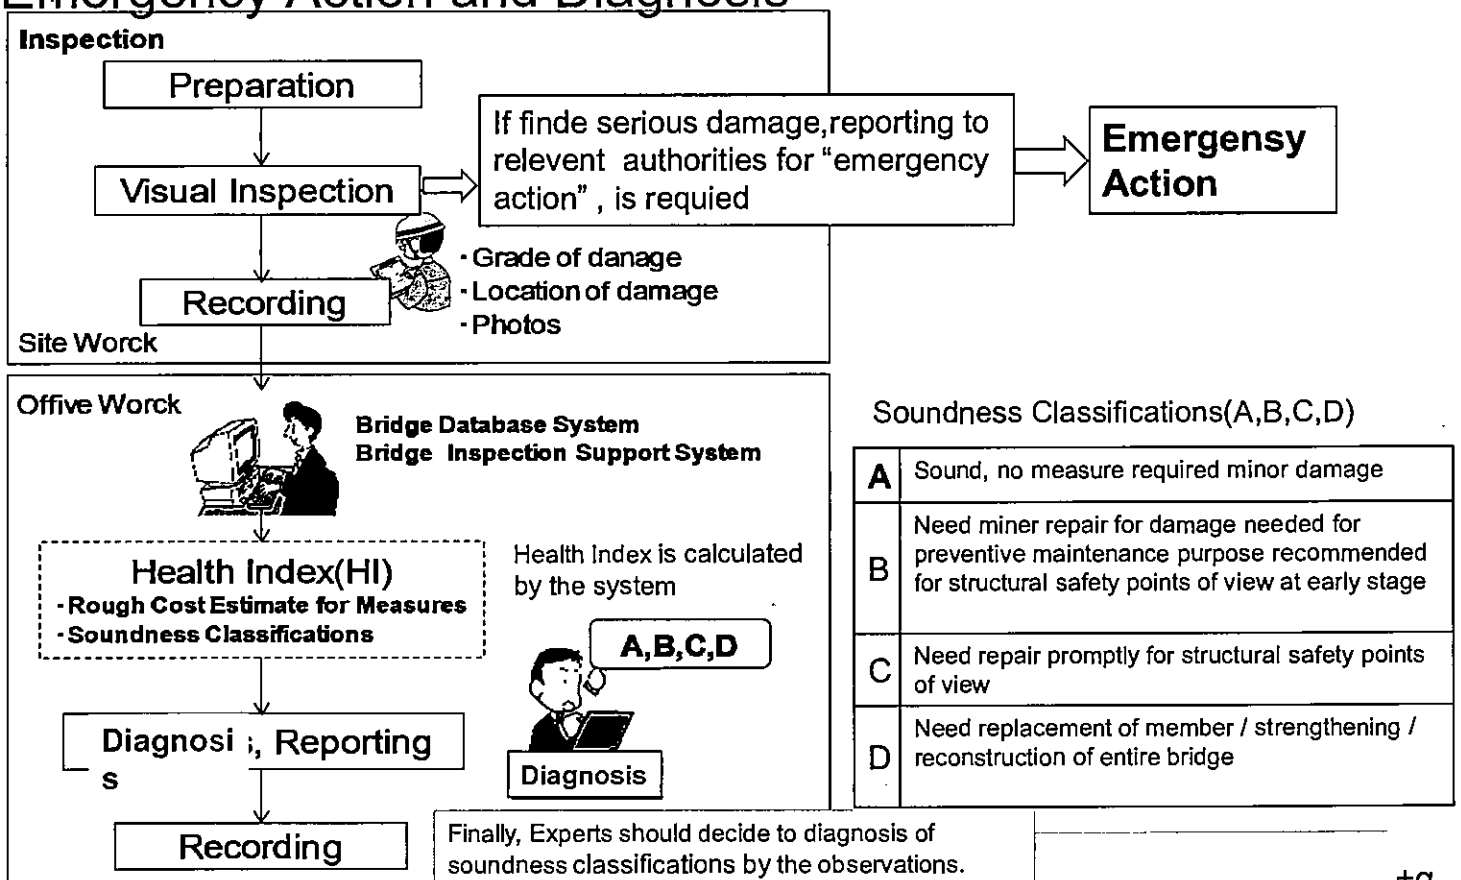 Emergency Action and Diagnosis
Inspection
Preparation
Visual Inspection
If finde serious damage,reporting to
relevent authorities for “emergency
action” , is requied
Emergensy
Action
Recording
· Grade of danage
· Location of damage
· Photos
Site Worck
Offive Worck
Bridge Database System
Bridge Inspection Support System
Health Index(HI)
· Rough Cost Estimate for Measures
· Soundness Classifications
Health Index is calculated
by the system
A,B,C,D
Diagnosis
Diagnosi
s
, Reporting
Recording
Finally, Experts should decide to diagnosis of
soundness classifications by the observations.
Soundness Classifications(A,B,C,D)
A
Sound, no measure required minor damage
B
Need miner repair for damage needed for
preventive maintenance purpose recommended
for structural safety points of view at early stage
C
Need repair promptly for structural safety points
of view
D
Need replacement of member / strengthening /
reconstruction of entire bridge